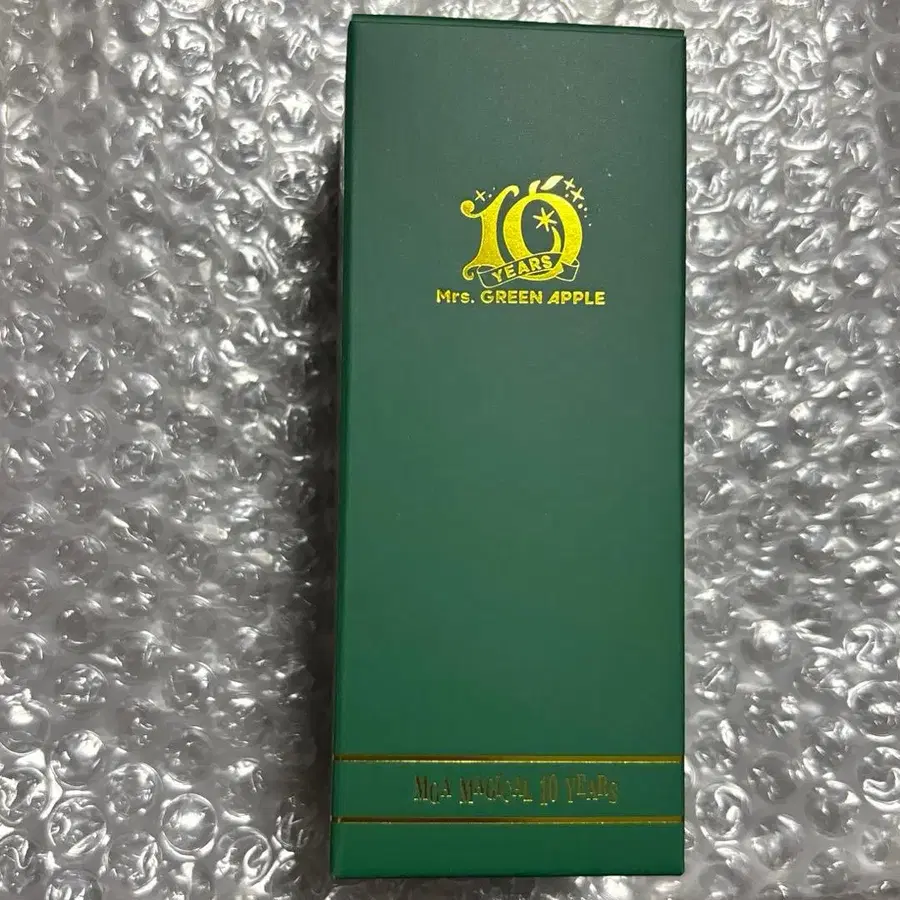 10
YEARS
Mrs. GREEN APPLE
MGA MAGICAL 10 YEARS